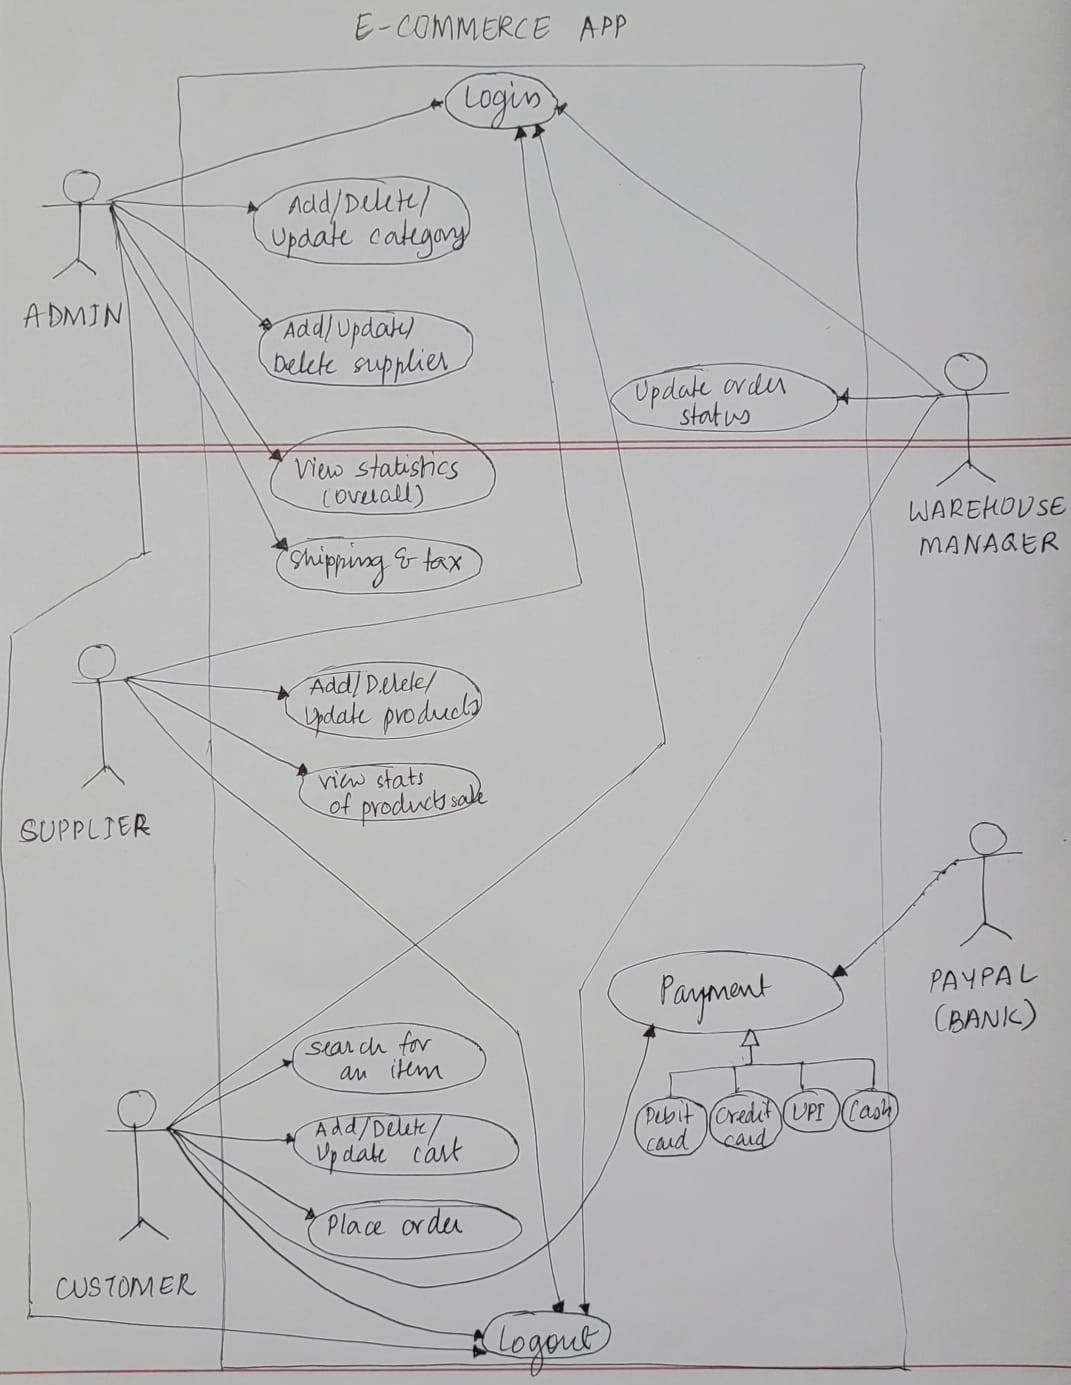 E-COMMERCE APP
Login
Add/Delete/
Update category
ADMIN
Add/Update/
Delete supplier
Update order
status
View statistics
(overall)
WAREHOUSE
MANAGER
Shipping & tax
Add/Delete/
Update products
View stats
of products sale
SUPPLIER
Payment
PAYPAL
(BANK)
Search for
an item
Debit
card
Credit
card
UPI
Cash
Add/Delete/
Update cart
Place order
CUSTOMER
Logout